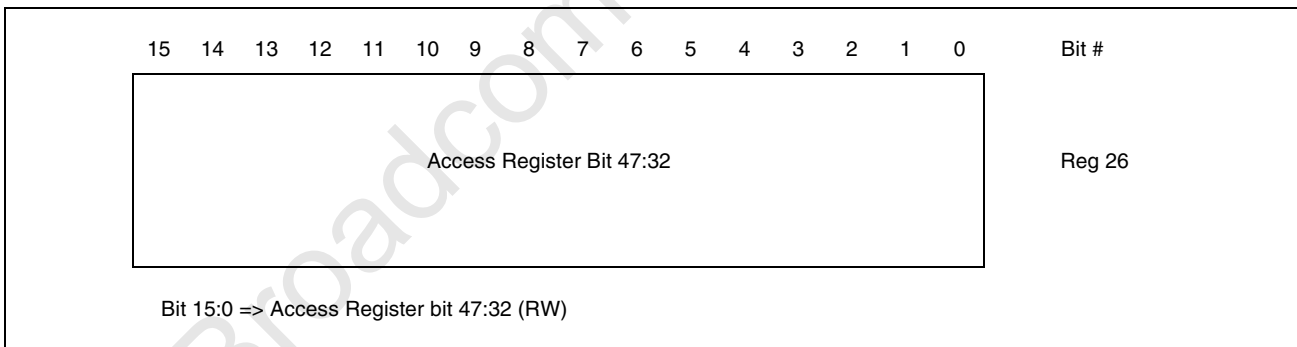 15 14 13 12 11 10 9 8 7 6 5 4 3 2 1 0 Bit #
Access Register Bit 47:32 Reg 26
Bit 15:0 => Access Register bit 47:32 (RW)
Broadcom